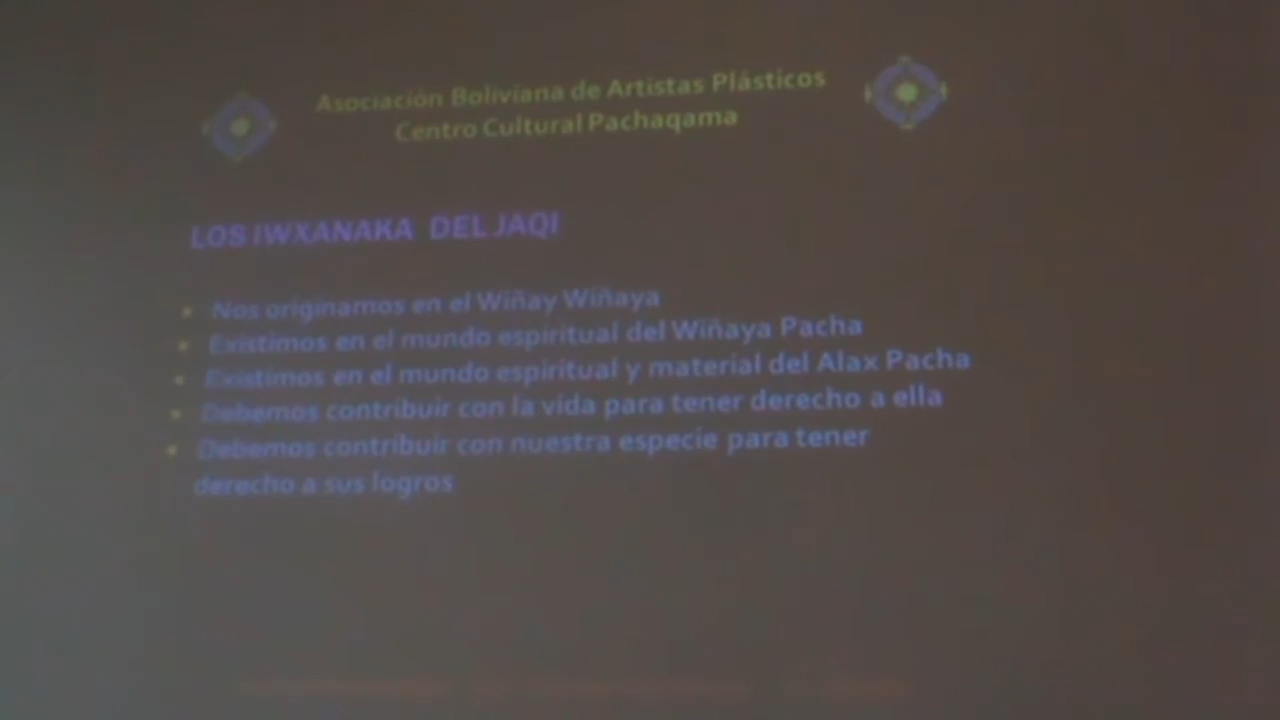 Asociación Boliviana de Artistas Plásticos
Centro Cultural Pachaqama
LOS IWXANAKA DEL JAQI
Nos originamos en el Wiñay Wiñaya
Existimos en el mundo espiritual del Wiñaya Pacha
Existimos en el mundo espiritual y material del Alax Pacha
Debemos contribuir con la vida para tener derecho a ella
Debemos contribuir con nuestra especie para tener
derecho a sus logros